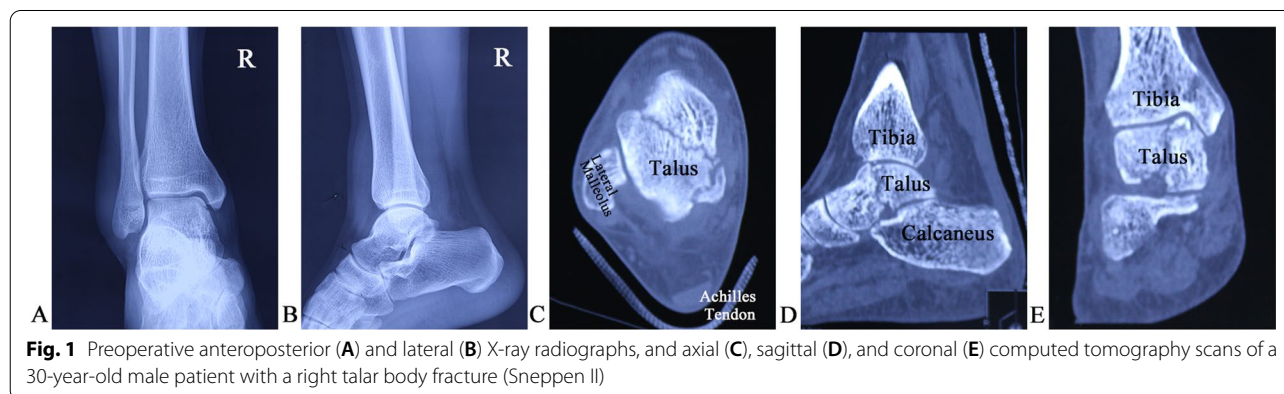 R
R
Tibia
Tibia
Talus
Lateral
Malleolus
Talus
Talus
Calcaneus
Achilles
Tendon
A
B
C
D
E
Fig. 1 Preoperative anteroposterior (A) and lateral (B) X-ray radiographs, and axial (C), sagittal (D), and coronal (E) computed tomography scans of a
30-year-old male patient with a right talar body fracture (Sneppen II)